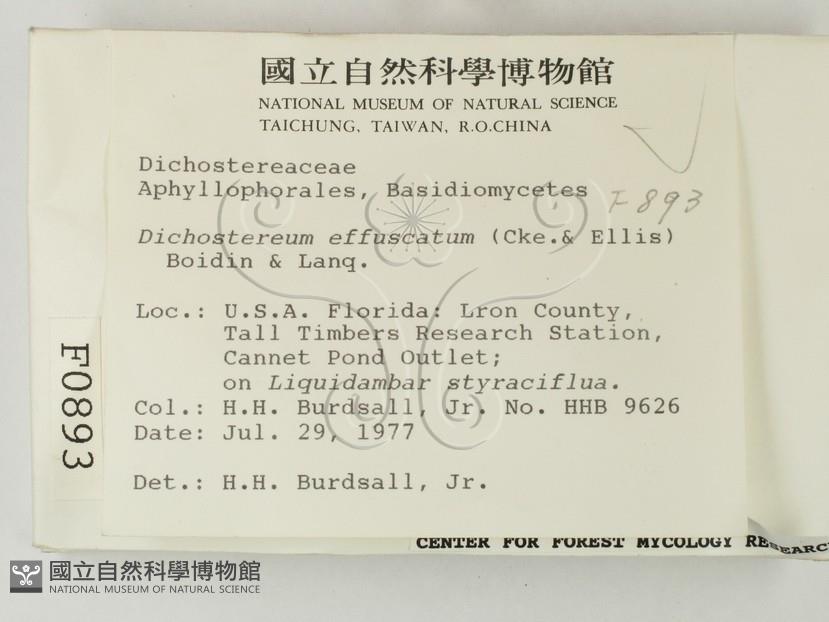 國立自然科學博物館
NATIONAL MUSEUM OF NATURAL SCIENCE
TAICHUNG, TAIWAN, R.O.CHINA
Dichostereaceae
Aphyllophorales, Basidiomycetes
F 893
Dichostereum effuscatum (Cke.& Ellis)
Boidin & Lanq.
Loc.: U.S.A. Florida: Lron County,
Tall Timbers Research Station,
Cannet Pond Outlet;
on Liquidambar styraciflua.
Col.: H.H. Burdsall, Jr. No. HHB 9626
Date: Jul. 29, 1977
Det.: H.H. Burdsall, Jr.
F0893
CENTER FOR FOREST MYCOLOGY RESEARC
國立自然科學博物館
NATIONAL MUSEUM OF NATURAL SCIENCE